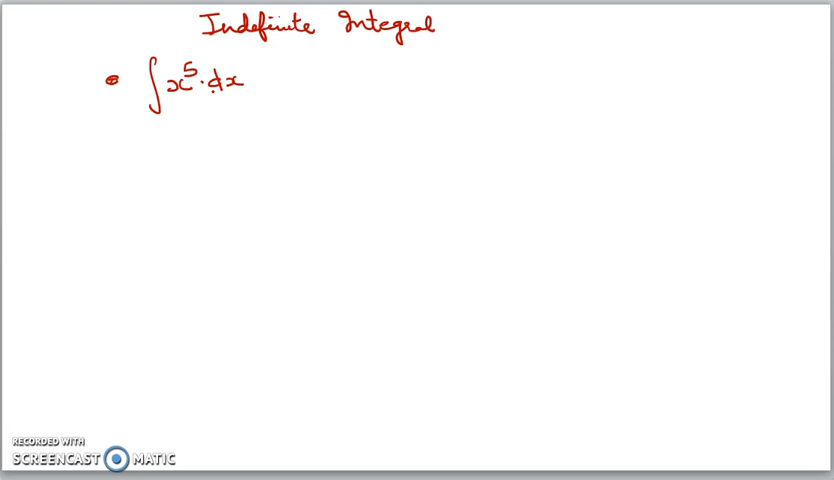 Indefinite Integral
• ∫x⁵·dx
RECORDED WITH
SCREENCAST MATIC